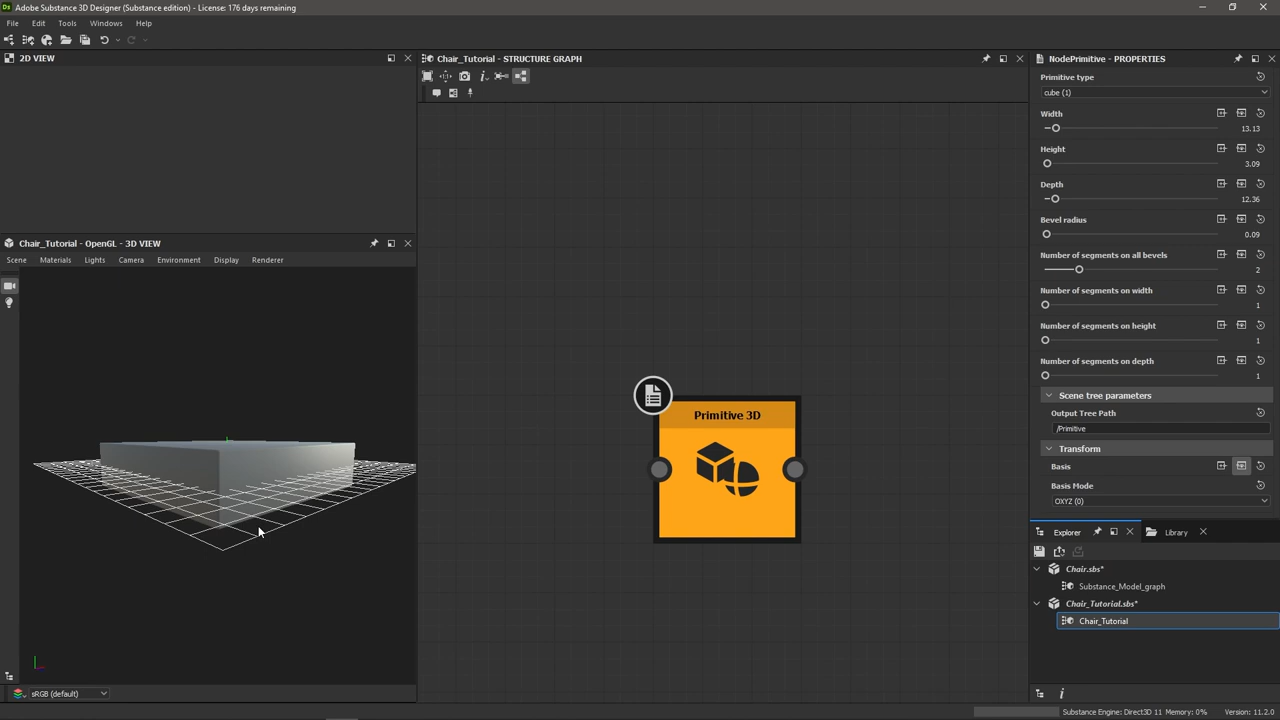 Adobe Substance 3D Designer (Substance edition) - License: 176 days remaining
File Edit Tools Windows Help
2D VIEW
Chair_Tutorial - OpenGL - 3D VIEW
Scene Materials Lights Camera Environment Display Renderer
sRGB (default)
Chair_Tutorial - STRUCTURE GRAPH
Primitive 3D
NodePrimitive - PROPERTIES
Primitive type
cube (1)
Width
13.13
Height
3.09
Depth
12.36
Bevel radius
0.09
Number of segments on all bevels
2
Number of segments on width
1
Number of segments on height
1
Number of segments on depth
1
Scene tree parameters
Output Tree Path
/Primitive
Transform
Basis
Basis Mode
OXYZ (0)
Explorer
Library
Chair.sbs*
Substance_Model_graph
Chair_Tutorial.sbs*
Chair_Tutorial
Substance Engine: Direct3D 11 Memory: 0% Version: 11.2.0